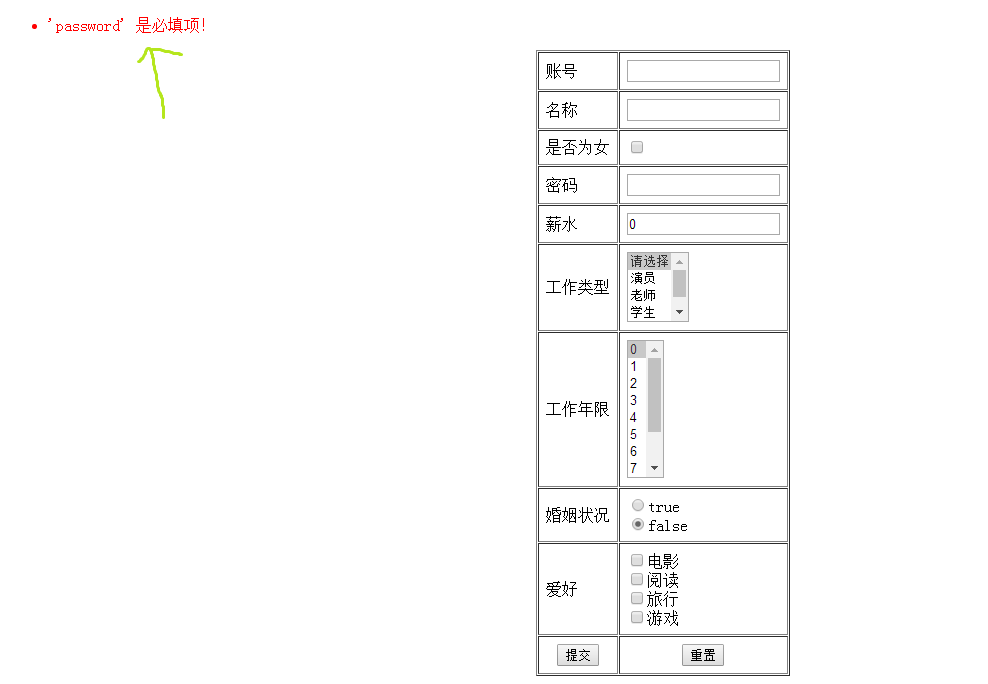 'password' 是必填项!
账号
名称
是否为女
密码
薪水 0
工作类型 请选择
演员
老师
学生
工作年限 0
1
2
3
4
5
6
7
婚姻状况 true
false
爱好 电影
阅读
旅行
游戏
提交 重置